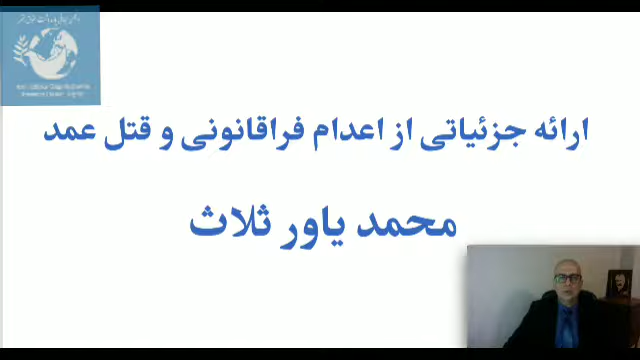 ارائه جزئیاتی از اعدام فراقانونی و قتل عمد
محمد یاور ثلاث